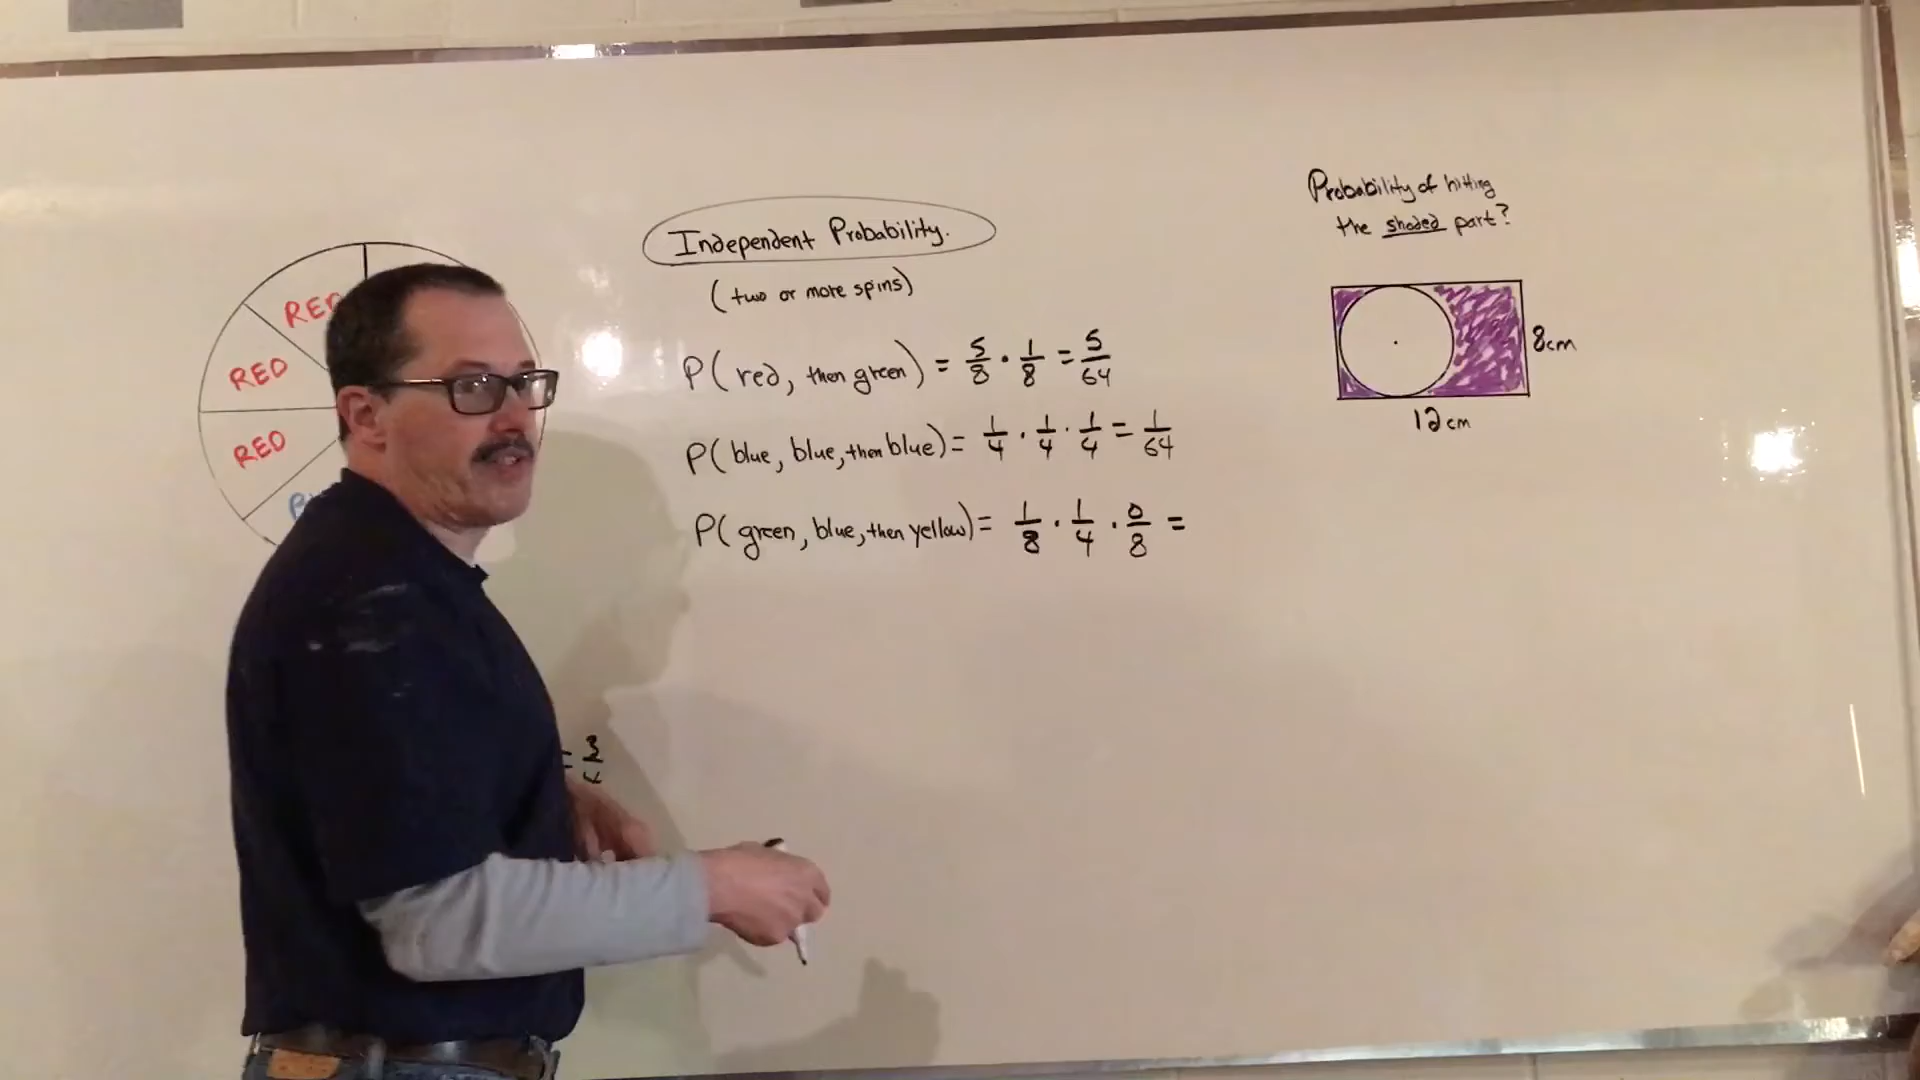 RED
RED
RED
Independent Probability.
(two or more spins)
P(red, then green) = 5/8 · 1/8 = 5/64
P(blue, blue, then blue) = 1/4 · 1/4 · 1/4 = 1/64
P(green, blue, then yellow) = 1/8 · 1/4 · 0/8 =
Probability of hitting
the shaded part?
8cm
12cm